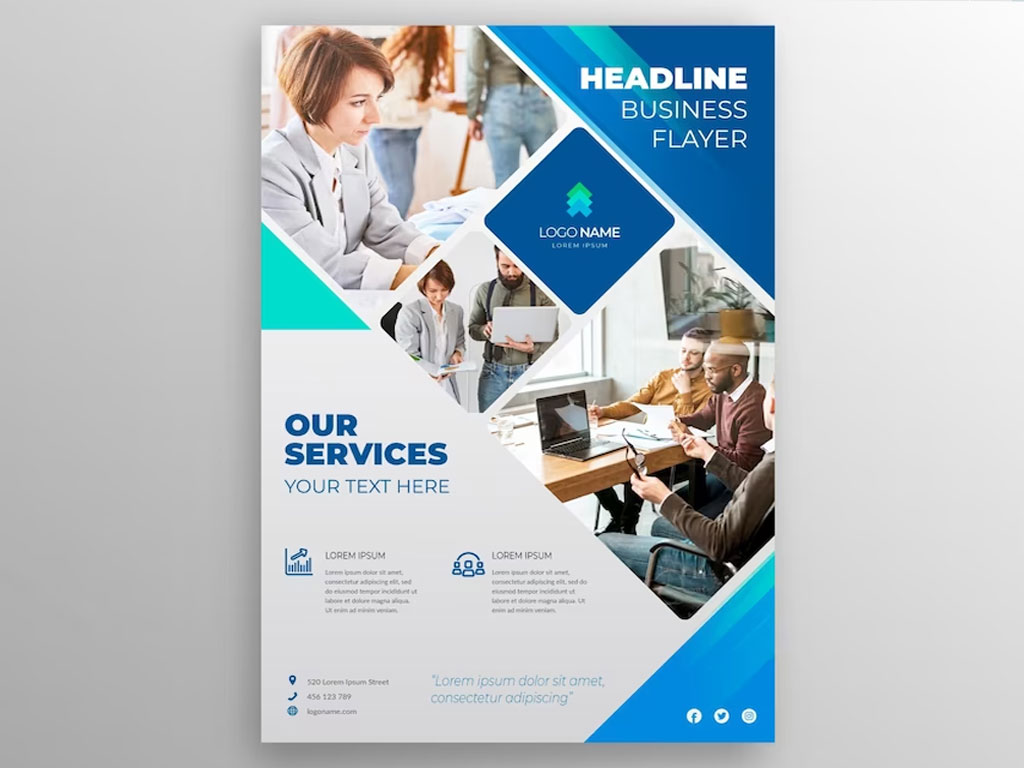 HEADLINE
BUSINESS
FLAYER
LOGO NAME
LOREM IPSUM
OUR
SERVICES
YOUR TEXT HERE
LOREM IPSUM
Lorem ipsum dolor sit amet,
consectetur adipiscing elit, sed
do eiusmod tempor incididunt ut
labore et dolore magna aliqua.
Ut enim ad minim veniam.
LOREM IPSUM
Lorem ipsum dolor sit amet,
consectetur adipiscing elit, sed do
eiusmod tempor incididunt ut
labore et dolore magna aliqua. Ut
enim ad minim veniam.
520 Lorem Ipsum Street
456 123 789
logoname.com
"Lorem ipsum dolor sit amet,
consectetur adipiscing"